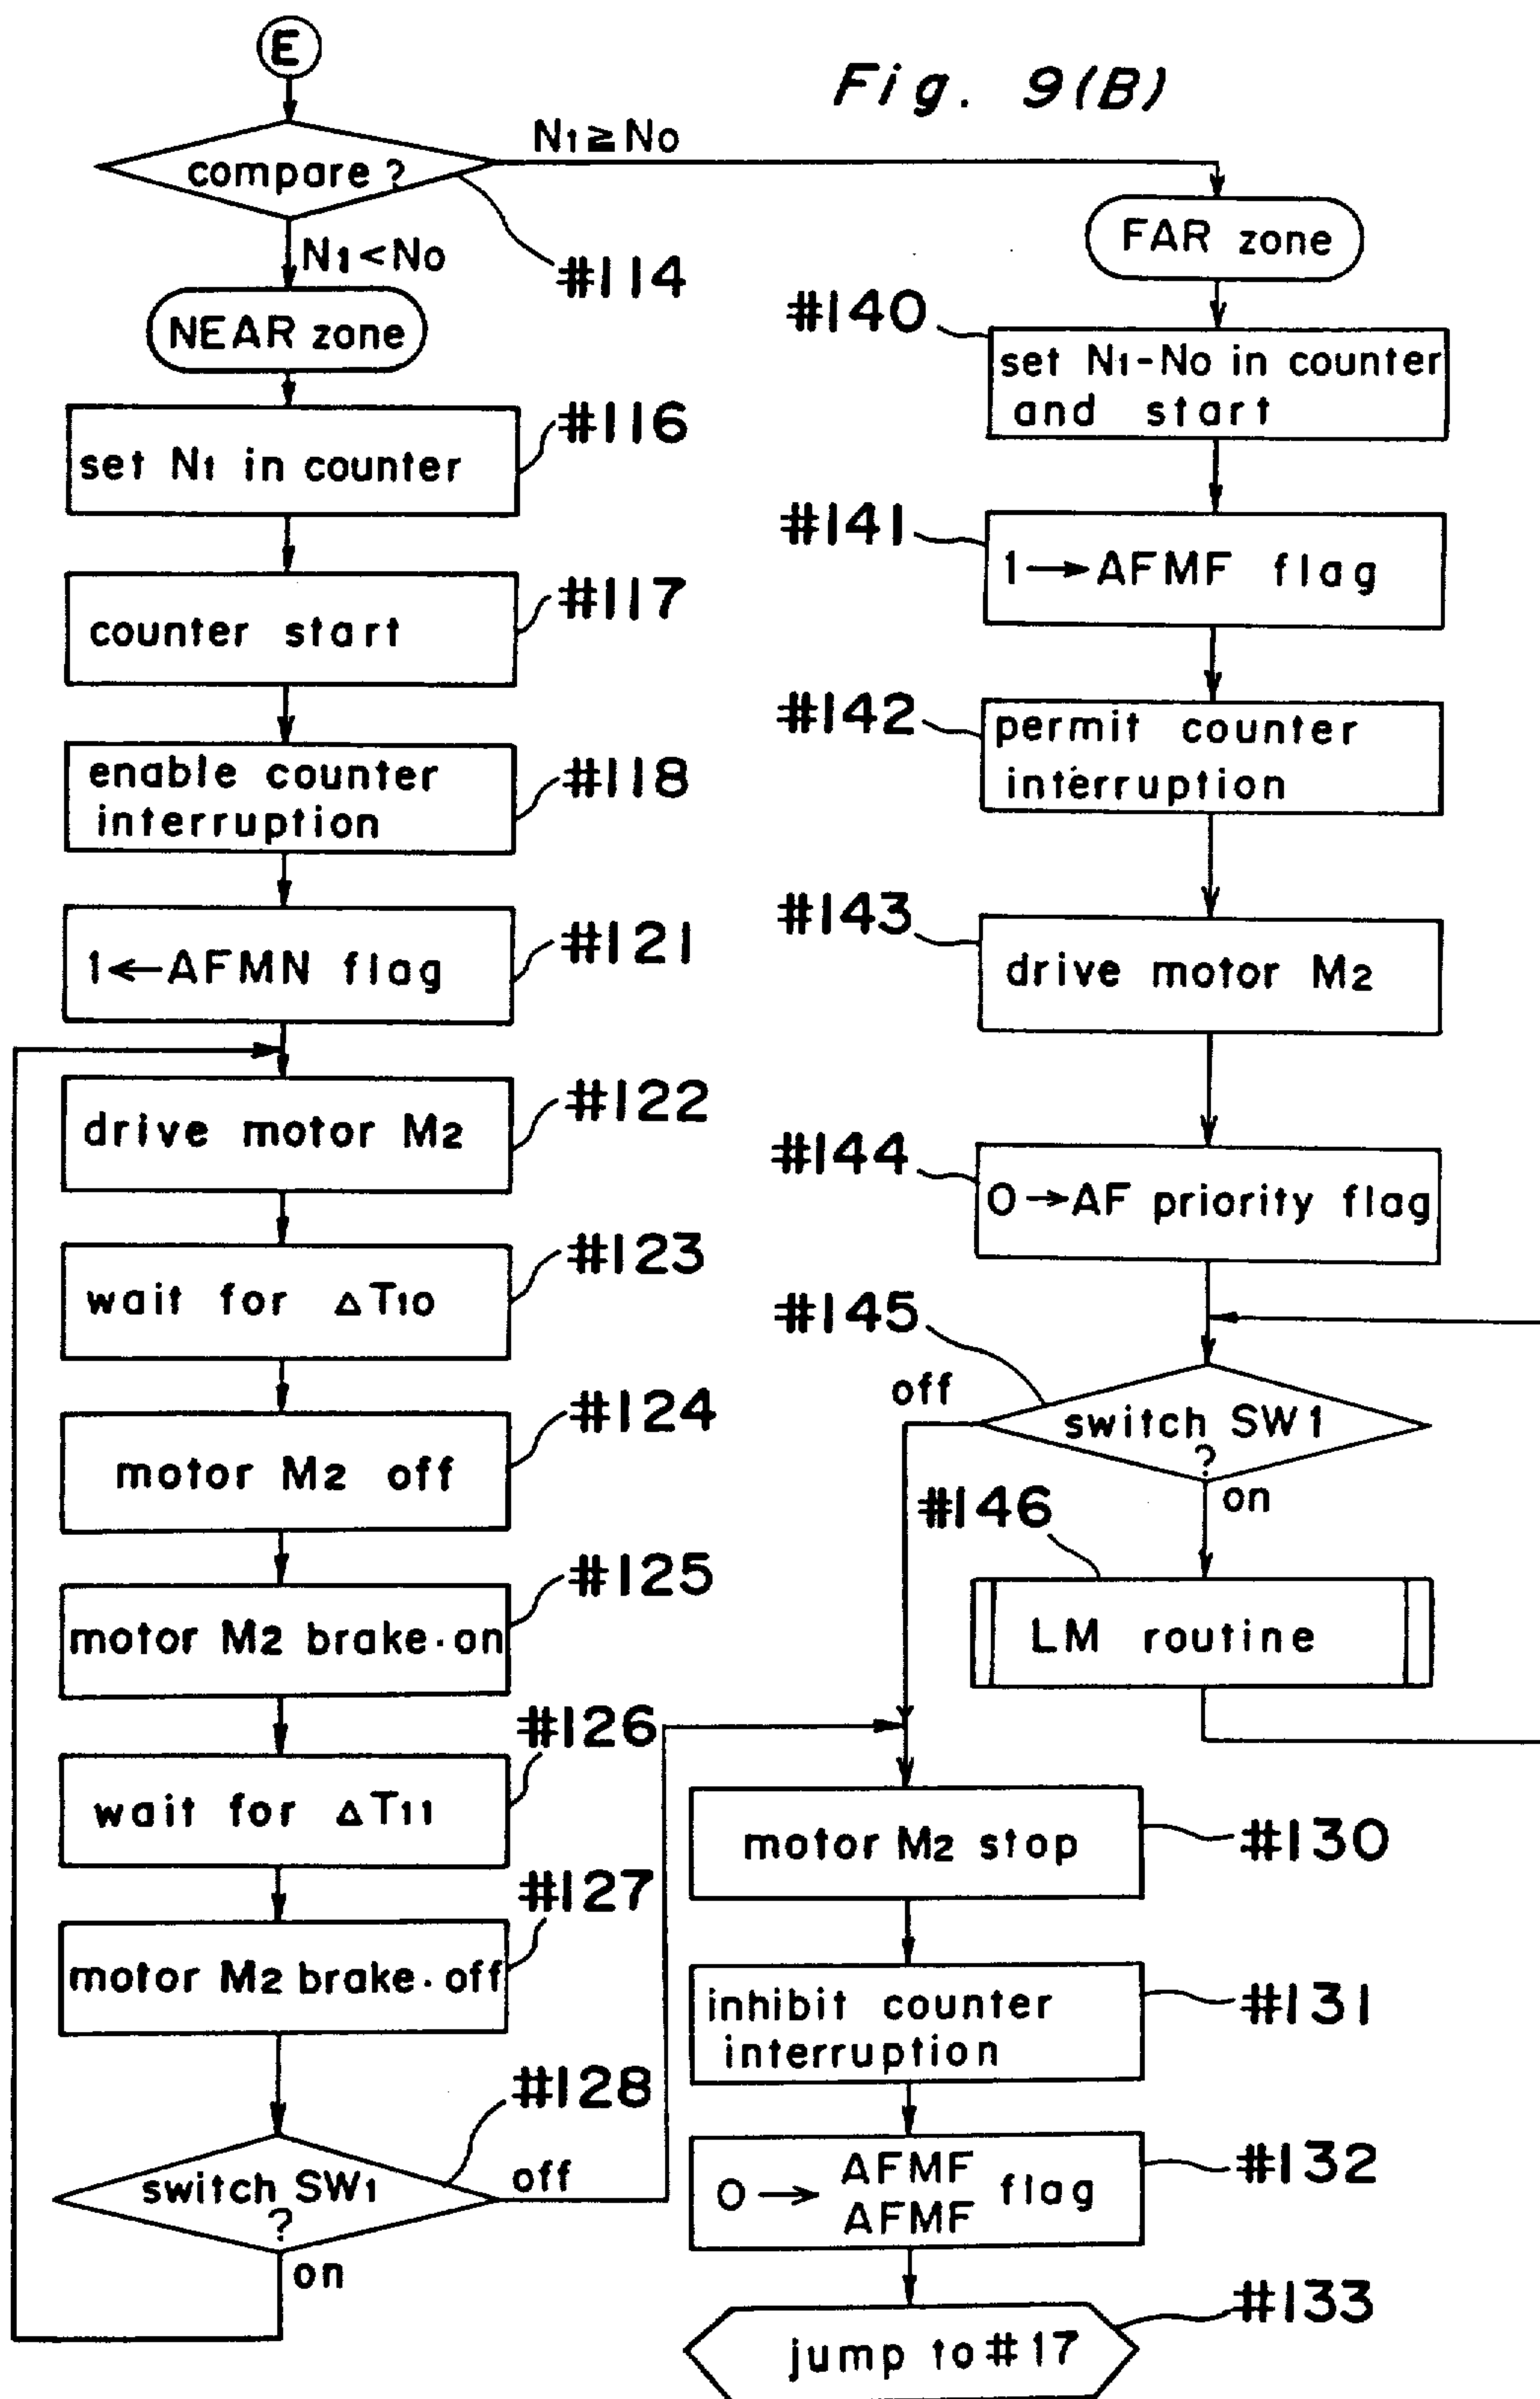 Fig. 9(B)
E
compare ?
N1≧No
N1<No
#114
NEAR zone
set N1 in counter
#116
counter start
#117
enable counter
interruption
#118
1←AFMN flag
#121
drive motor M2
#122
wait for ΔT10
#123
motor M2 off
#124
motor M2 brake·on
#125
wait for ΔT11
#126
motor M2 brake·off
#127
switch SW1
?
#128
off
on
FAR zone
#140
set N1-No in counter
and start
#141
1→AFMF flag
#142
permit counter
interruption
#143
drive motor M2
#144
0→AF priority flag
#145
off
switch SW1
?
on
#146
LM routine
motor M2 stop
#130
inhibit counter
interruption
#131
0→ AFMF flag
AFMF
#132
jump to #17
#133